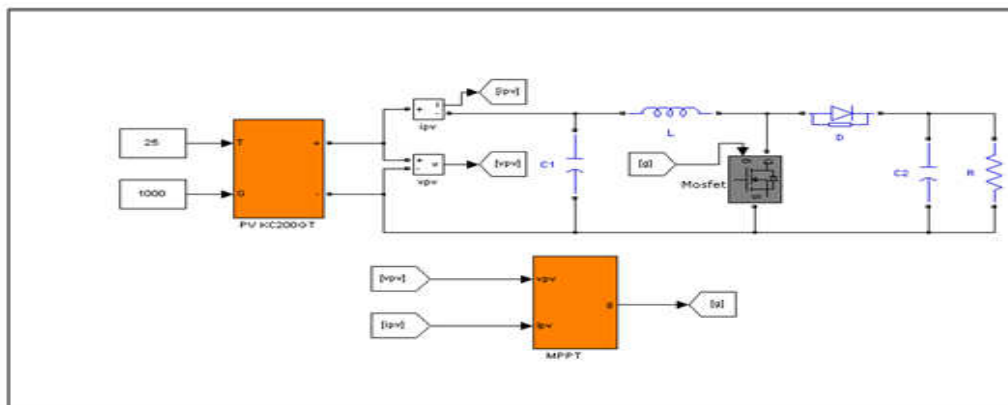 [ipv]
+
i
-
ipv
L
D
25
T
+
+
v
-
[vpv]
vpv
C1
[g]
Mosfet
C2
R
1000
G
-
PV KC200GT
[vpv]
vpv
g
[g]
[ipv]
ipv
MPPT